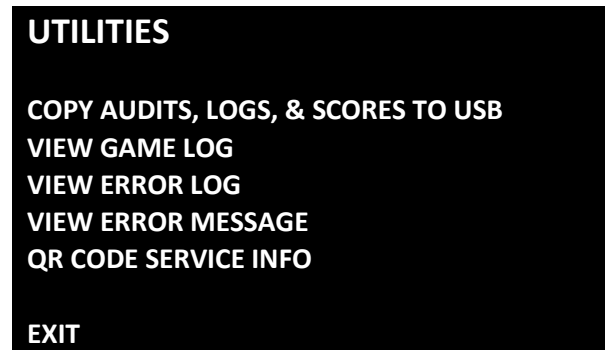 UTILITIES
COPY AUDITS, LOGS, & SCORES TO USB
VIEW GAME LOG
VIEW ERROR LOG
VIEW ERROR MESSAGE
QR CODE SERVICE INFO
EXIT